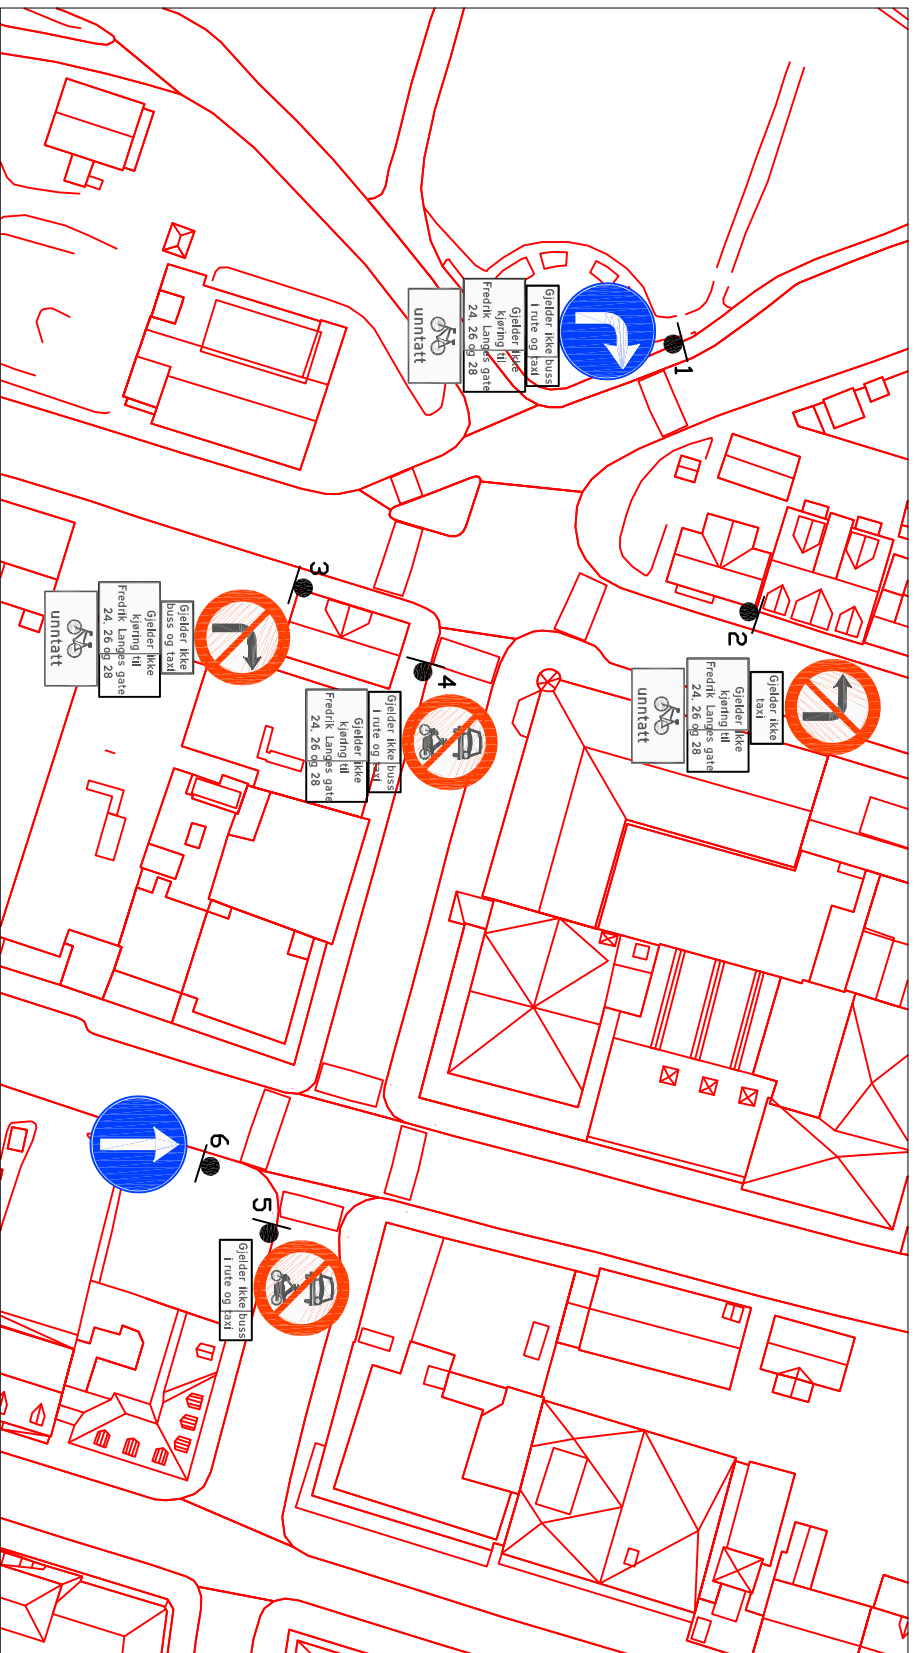 1
Gjelder ikke buss
i rute og taxi
Gjelder ikke
kjøring til
Fredrik Langes gate
24, 26 og 28
unntatt
2
Gjelder ikke
taxi
Gjelder ikke
kjøring til
Fredrik Langes gate
24, 26 og 28
unntatt
3
Gjelder ikke
buss og taxi
Gjelder ikke
kjøring til
Fredrik Langes gate
24, 26 og 28
unntatt
4
Gjelder ikke buss
i rute og taxi
Gjelder ikke
kjøring til
Fredrik Langes gate
24, 26 og 28
6
5
Gjelder ikke buss
i rute og taxi